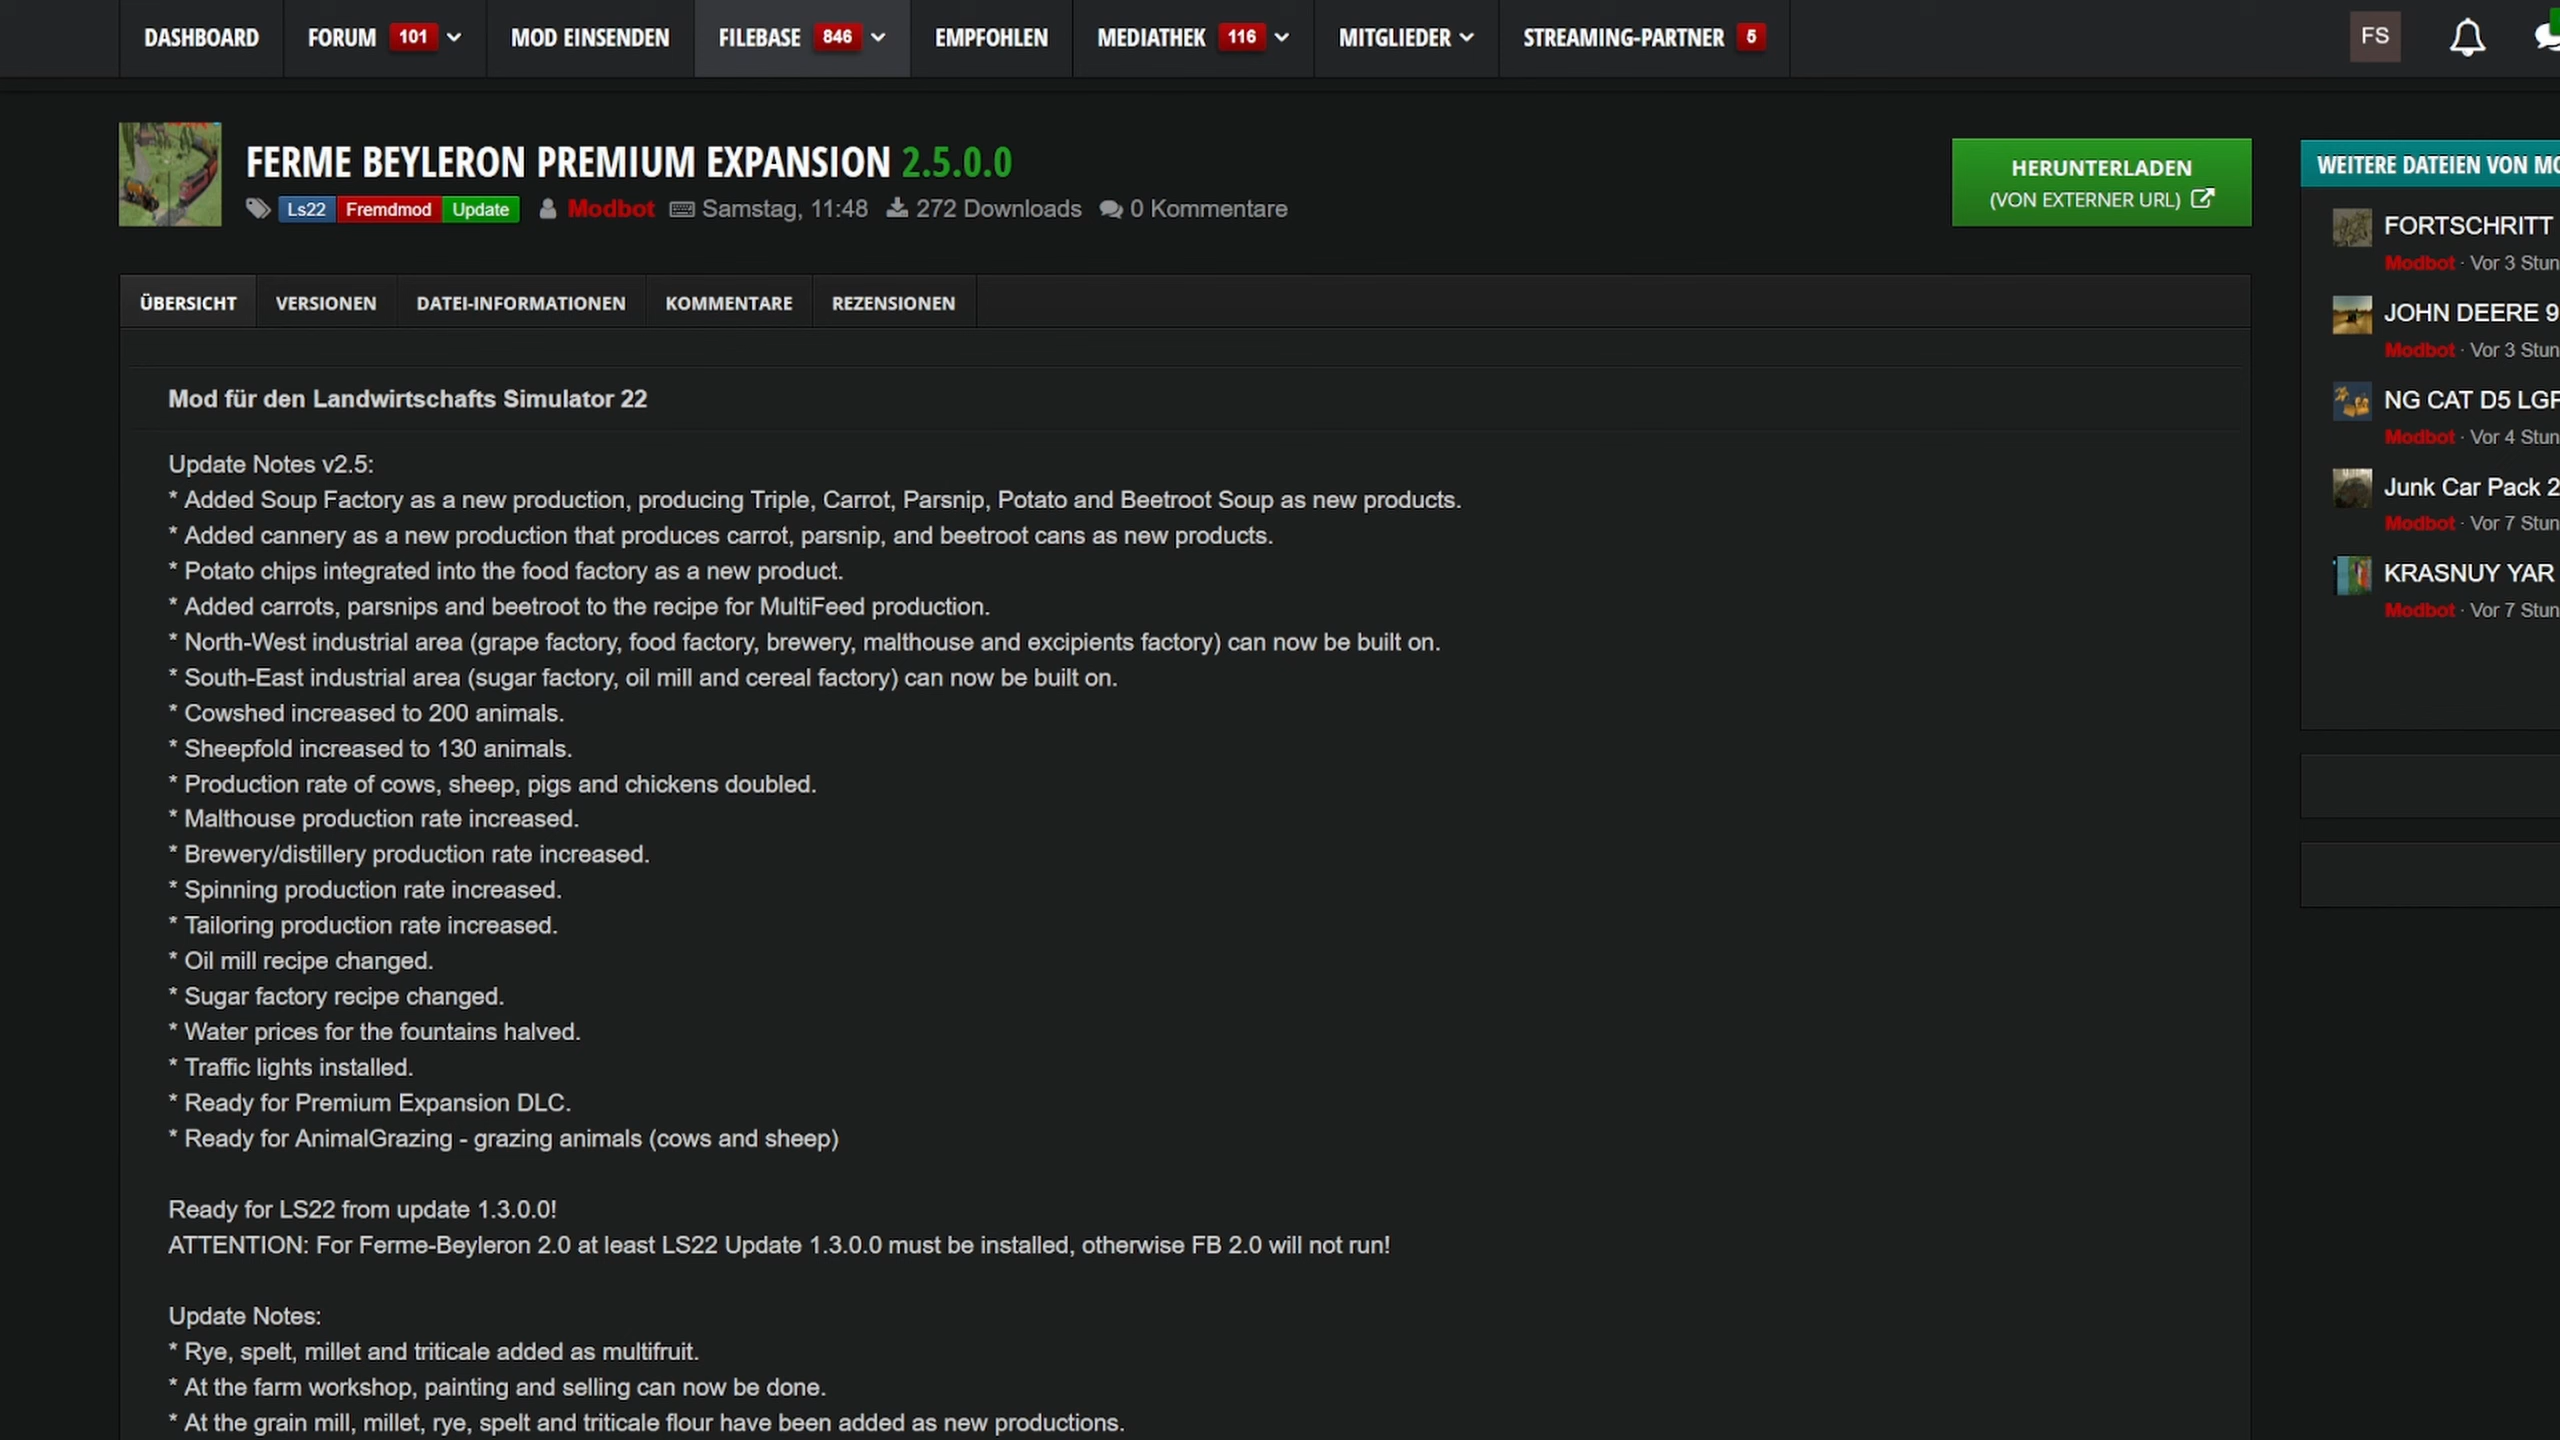 DASHBOARD FORUM 101 MOD EINSENDEN FILEBASE 846 EMPFOHLEN MEDIATHEK 116 MITGLIEDER STREAMING-PARTNER 5 FS
FERME BEYLERON PREMIUM EXPANSION 2.5.0.0
Ls22 Fremdmod Update Modbot Samstag, 11:48 272 Downloads 0 Kommentare
HERUNTERLADEN
(VON EXTERNER URL)
ÜBERSICHT VERSIONEN DATEI-INFORMATIONEN KOMMENTARE REZENSIONEN
Mod für den Landwirtschafts Simulator 22
Update Notes v2.5:
* Added Soup Factory as a new production, producing Triple, Carrot, Parsnip, Potato and Beetroot Soup as new products.
* Added cannery as a new production that produces carrot, parsnip, and beetroot cans as new products.
* Potato chips integrated into the food factory as a new product.
* Added carrots, parsnips and beetroot to the recipe for MultiFeed production.
* North-West industrial area (grape factory, food factory, brewery, malthouse and excipients factory) can now be built on.
* South-East industrial area (sugar factory, oil mill and cereal factory) can now be built on.
* Cowshed increased to 200 animals.
* Sheepfold increased to 130 animals.
* Production rate of cows, sheep, pigs and chickens doubled.
* Malthouse production rate increased.
* Brewery/distillery production rate increased.
* Spinning production rate increased.
* Tailoring production rate increased.
* Oil mill recipe changed.
* Sugar factory recipe changed.
* Water prices for the fountains halved.
* Traffic lights installed.
* Ready for Premium Expansion DLC.
* Ready for AnimalGrazing - grazing animals (cows and sheep)
Ready for LS22 from update 1.3.0.0!
ATTENTION: For Ferme-Beyleron 2.0 at least LS22 Update 1.3.0.0 must be installed, otherwise FB 2.0 will not run!
Update Notes:
* Rye, spelt, millet and triticale added as multifruit.
* At the farm workshop, painting and selling can now be done.
* At the grain mill, millet, rye, spelt and triticale flour have been added as new productions.
WEITERE DATEIEN VON MO
FORTSCHRITT
Modbot · Vor 3 Stun
JOHN DEERE 9
Modbot · Vor 3 Stun
NG CAT D5 LGP
Modbot · Vor 4 Stun
Junk Car Pack 2
Modbot · Vor 7 Stun
KRASNUY YAR
Modbot · Vor 7 Stun